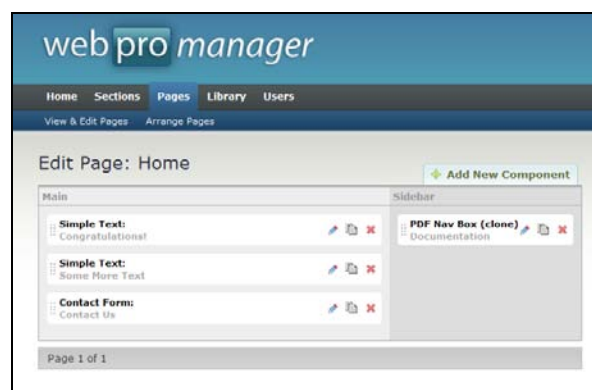 web pro manager
Home Sections Pages Library Users
View & Edit Pages Arrange Pages
Edit Page: Home
Add New Component
Main
Sidebar
Simple Text:
Congratulations!
PDF Nav Box (clone)
Documentation
Simple Text:
Some More Text
Contact Form:
Contact Us
Page 1 of 1